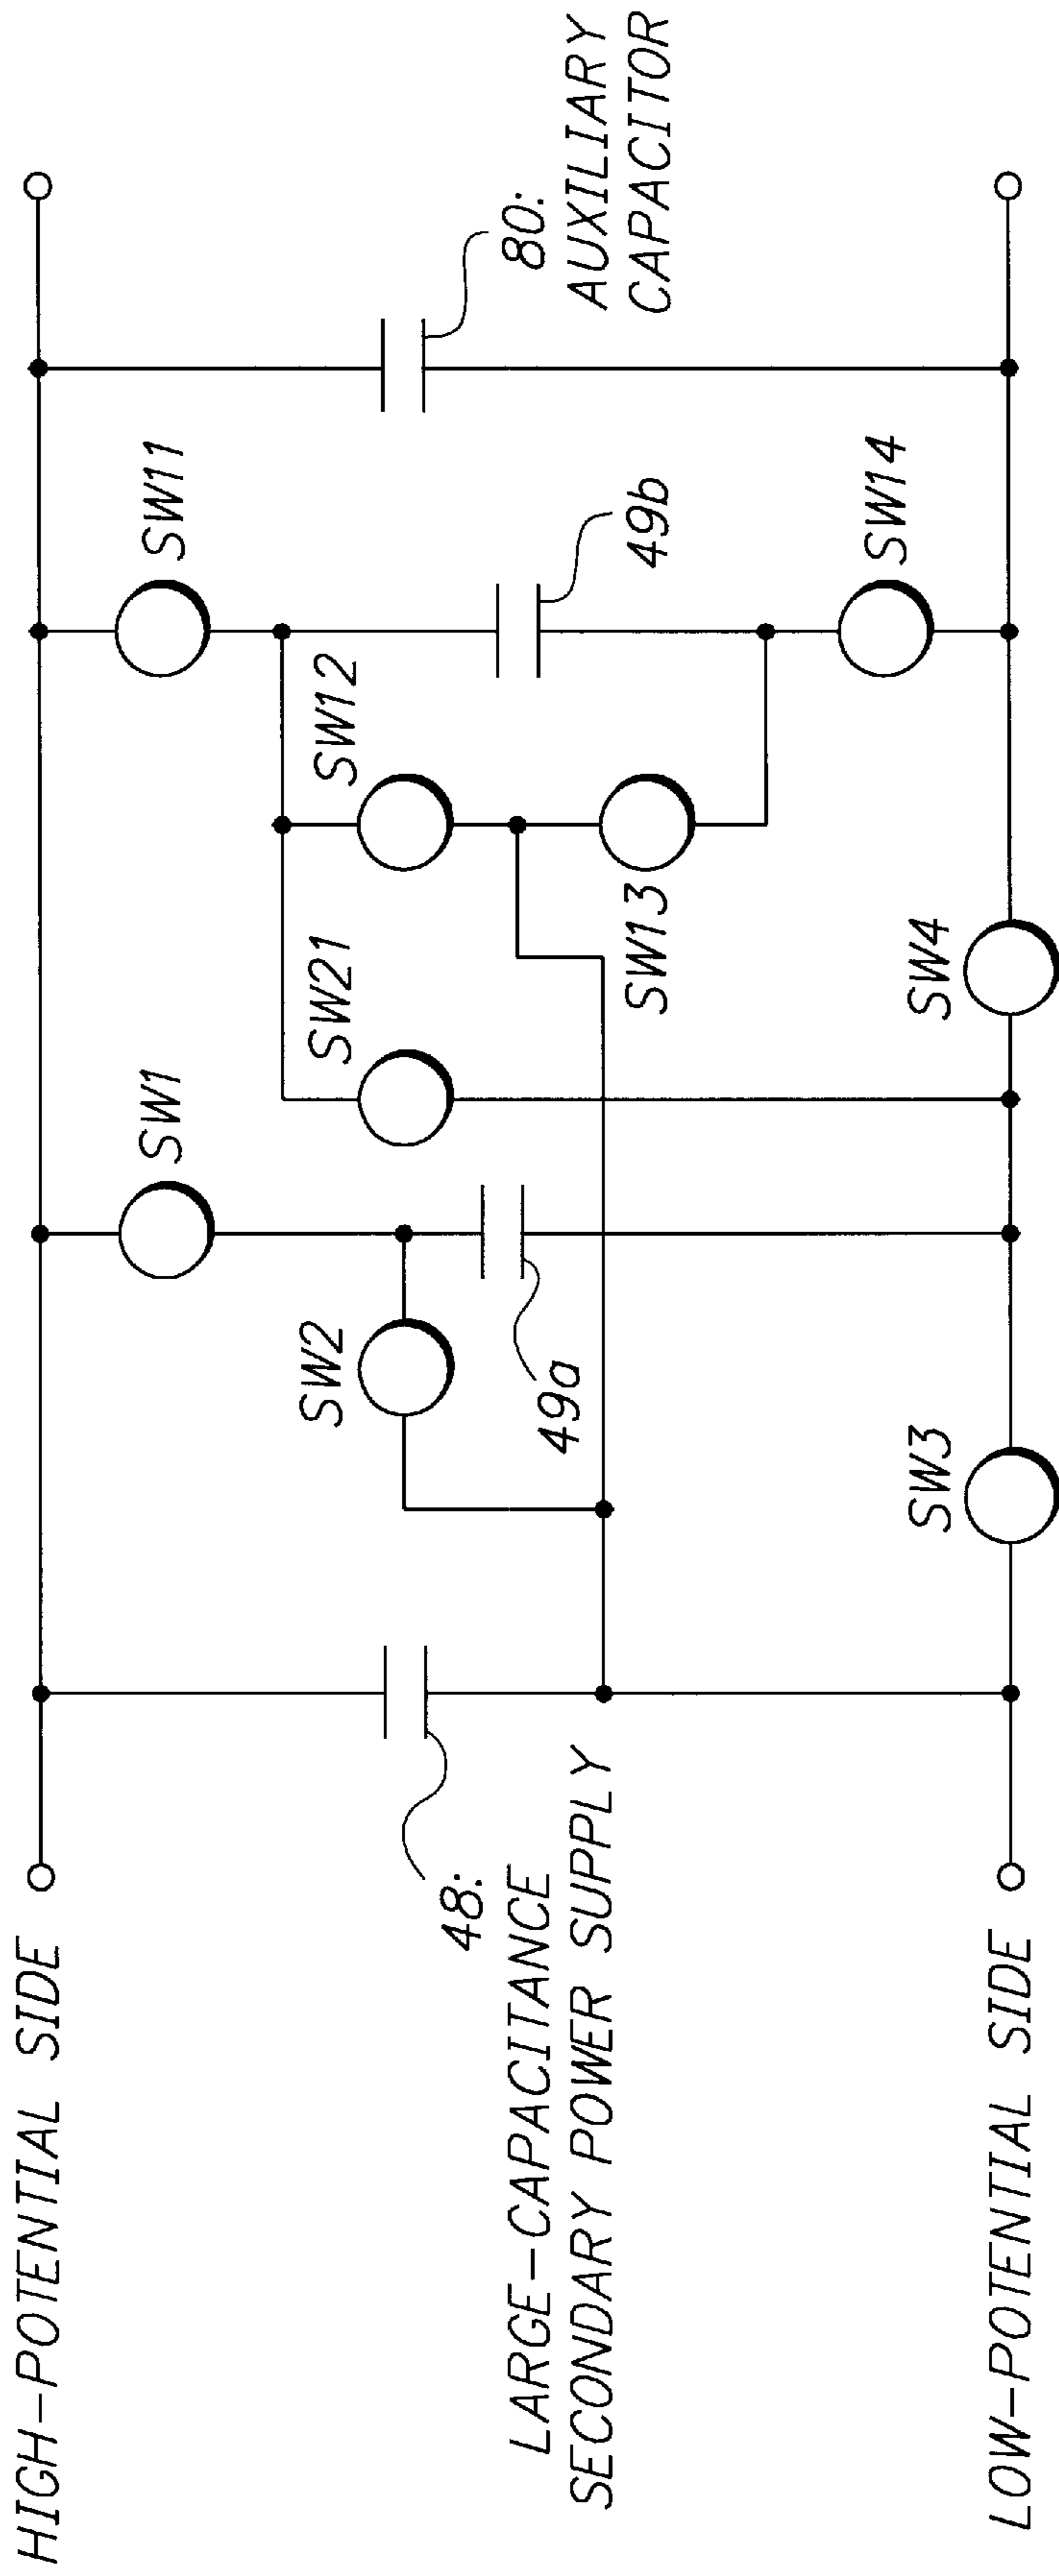 HIGH-POTENTIAL SIDE
SW1
SW11
SW2
SW21
SW12
48:
LARGE-CAPACITANCE
SECONDARY POWER SUPPLY
49a
SW13
49b
80:
AUXILIARY
CAPACITOR
SW3
SW4
SW14
LOW-POTENTIAL SIDE